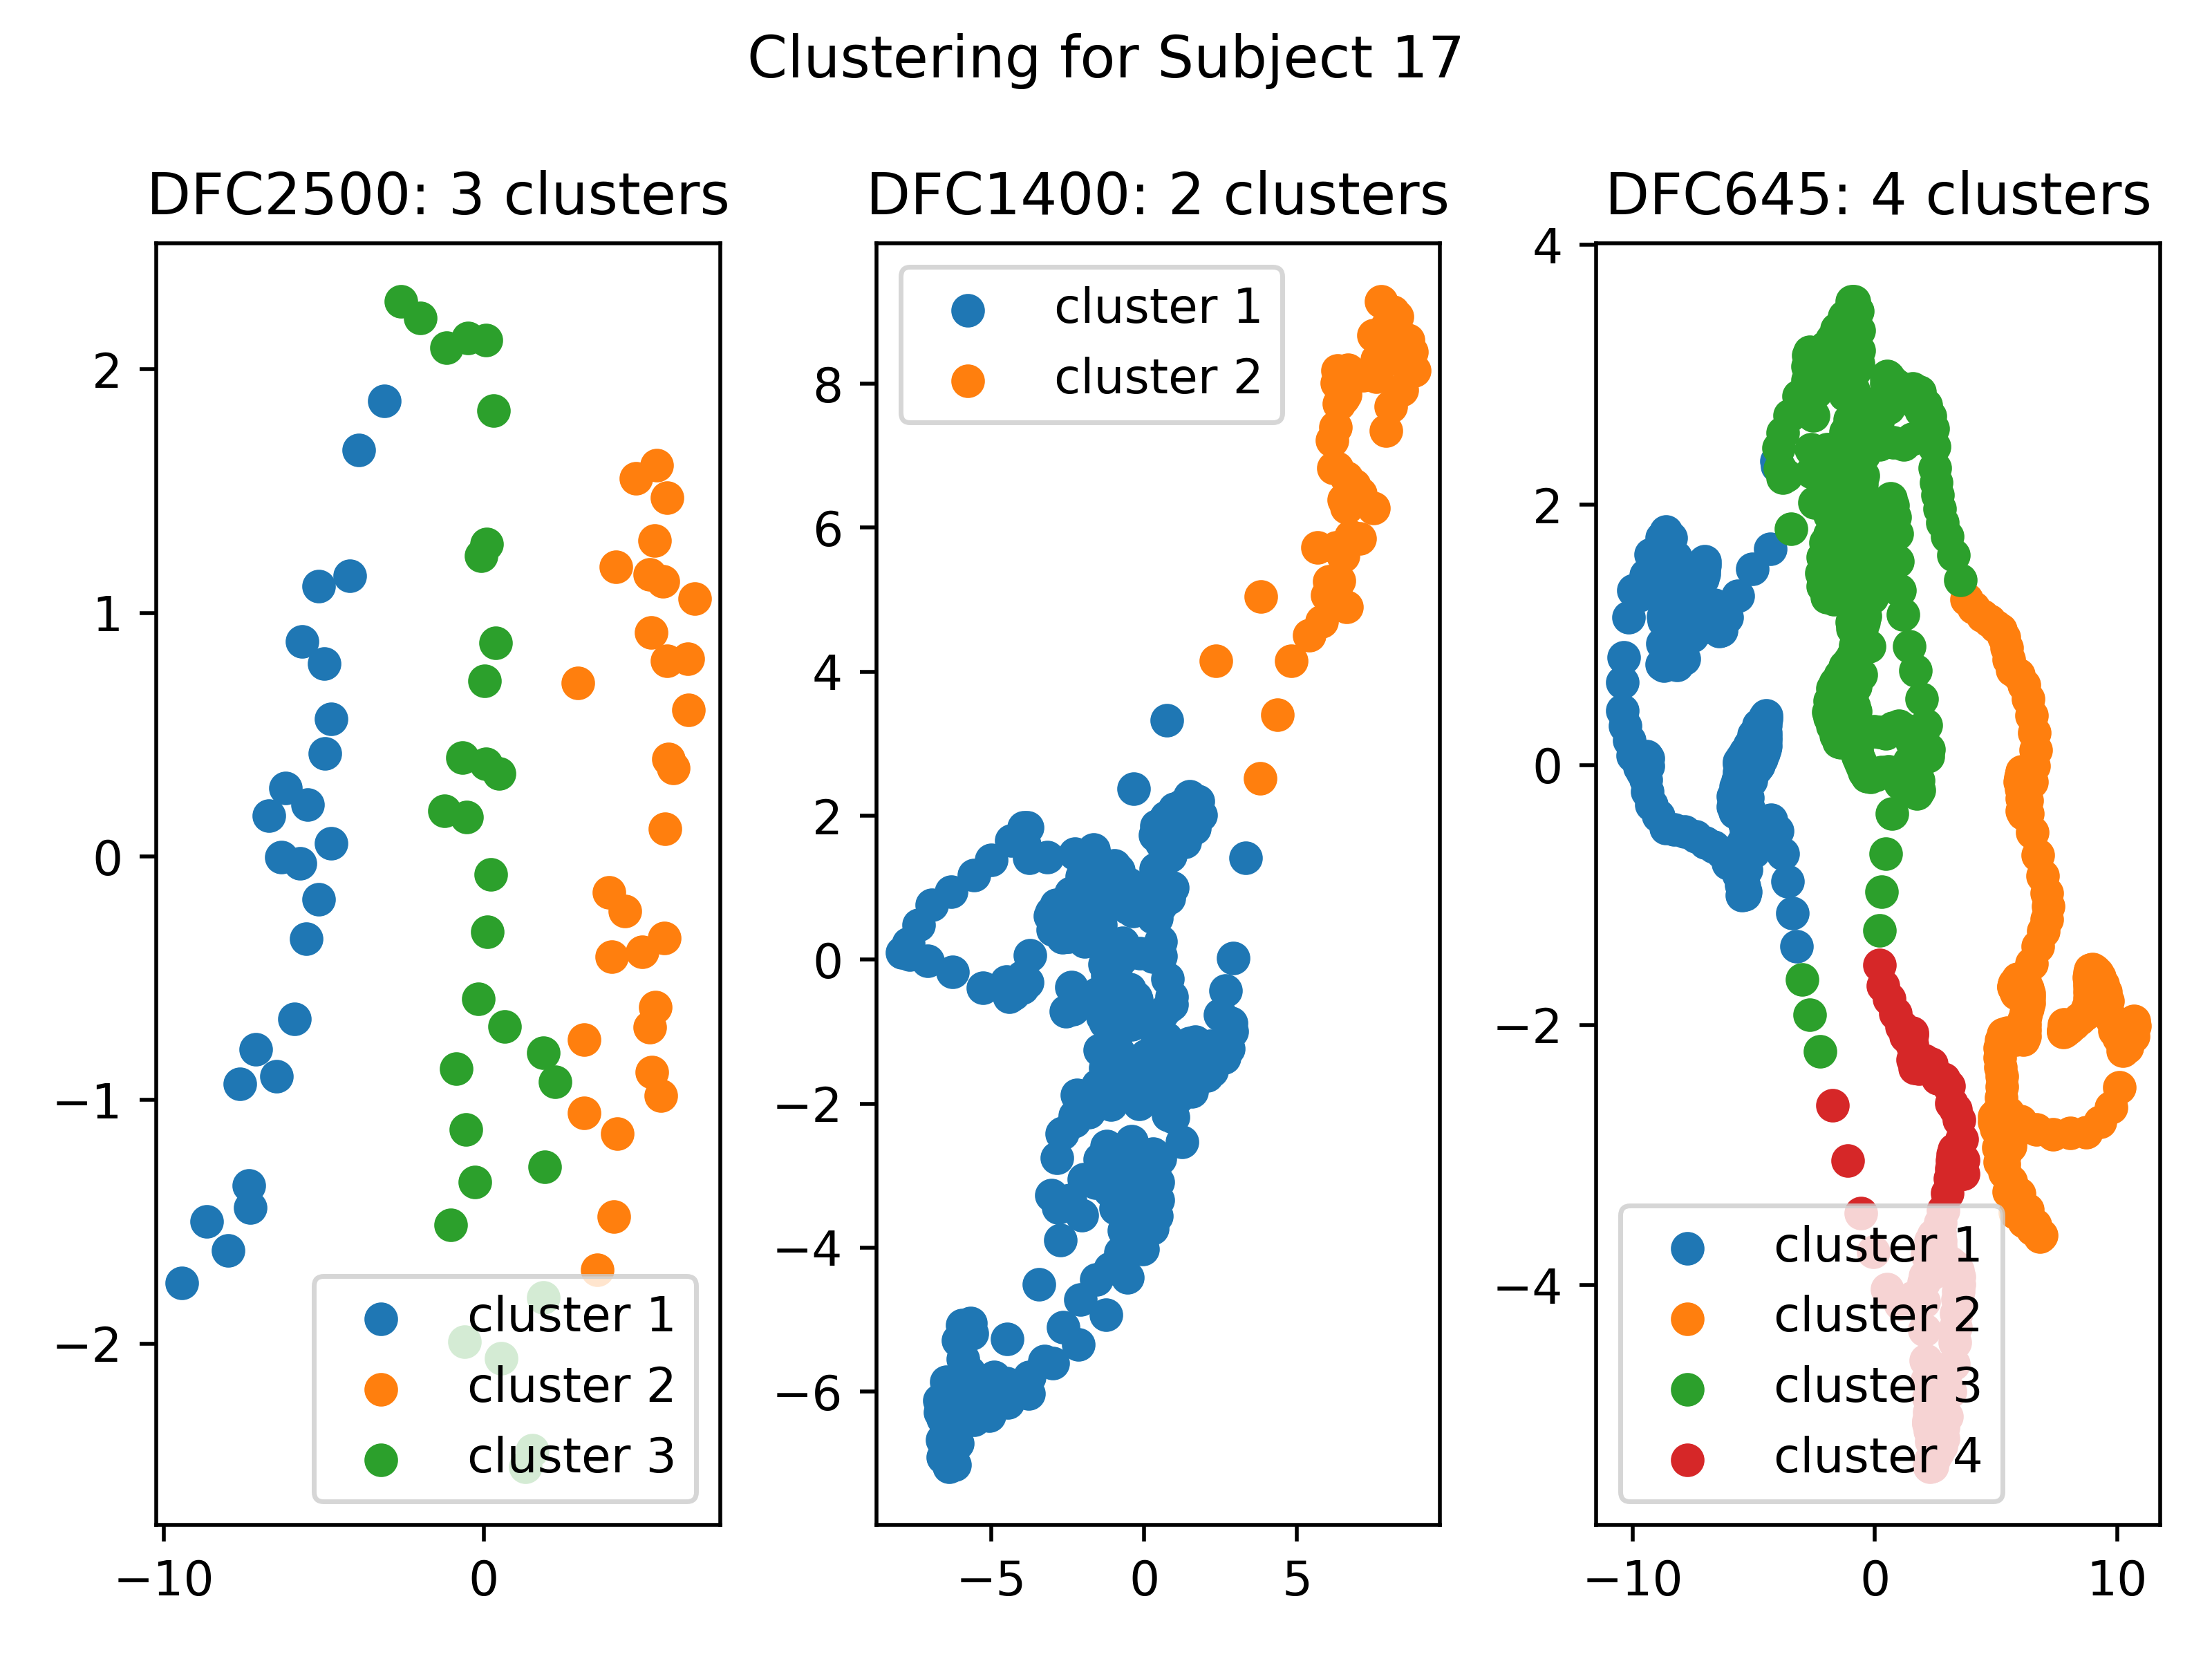 Clustering for Subject 17
DFC2500: 3 clusters
2
1
0
−1
−2
−10
0
cluster 1
cluster 2
cluster 3
DFC1400: 2 clusters
8
6
4
2
0
−2
−4
−6
−5
0
5
cluster 1
cluster 2
DFC645: 4 clusters
4
2
0
−2
−4
−10
0
10
cluster 1
cluster 2
cluster 3
cluster 4